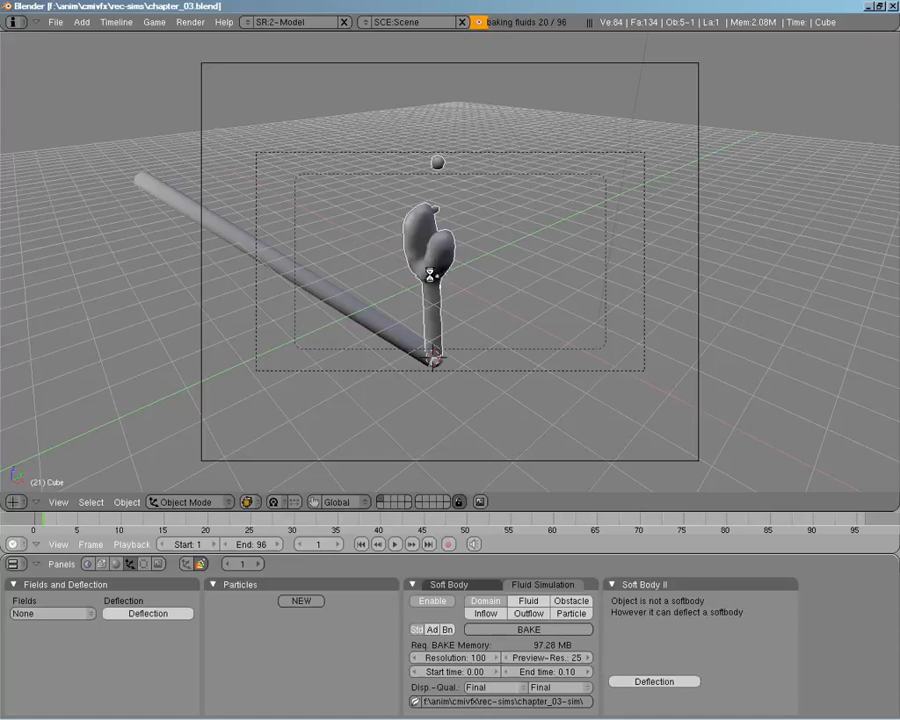 Blender [f:\anim\cmivfx\rec-sims\chapter_03.blend]
File Add Timeline Game Render Help SR:2-Model SCE:Scene baking fluids 20 / 96 Ve:84 | Fa:134 | Ob:5-1 | La:1 | Mem:2.08M | Time: | Cube
(21) Cube
View Select Object Object Mode Global
0 5 10 15 20 25 30 35 40 45 50 55 60 65 70 75 80 85 90 95
View Frame Playback Start: 1 End: 96 1
Panels 1
Fields and Deflection Particles Soft Body Fluid Simulation Soft Body II
Fields Deflection NEW Enable Domain Fluid Obstacle Object is not a softbody
None Deflection Inflow Outflow Particle However it can deflect a softbody
Std Ad Bn BAKE
Req. BAKE Memory: 97.28 MB
Resolution: 100 Preview-Res.: 25
Start time: 0.00 End time: 0.10
Disp.-Qual.: Final Final Deflection
f:\anim\cmivfx\rec-sims\chapter_03-sim\